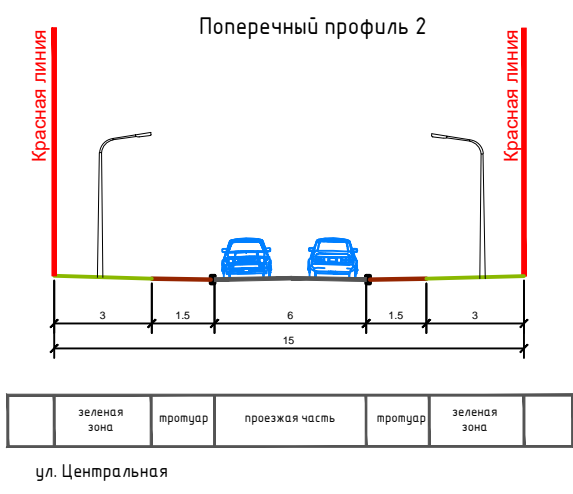 Поперечный профиль 2
Красная линия
Красная линия
3
1.5
6
1.5
3
15
зеленая
зона
тротуар
проезжая часть
тротуар
зеленая
зона
ул. Центральная